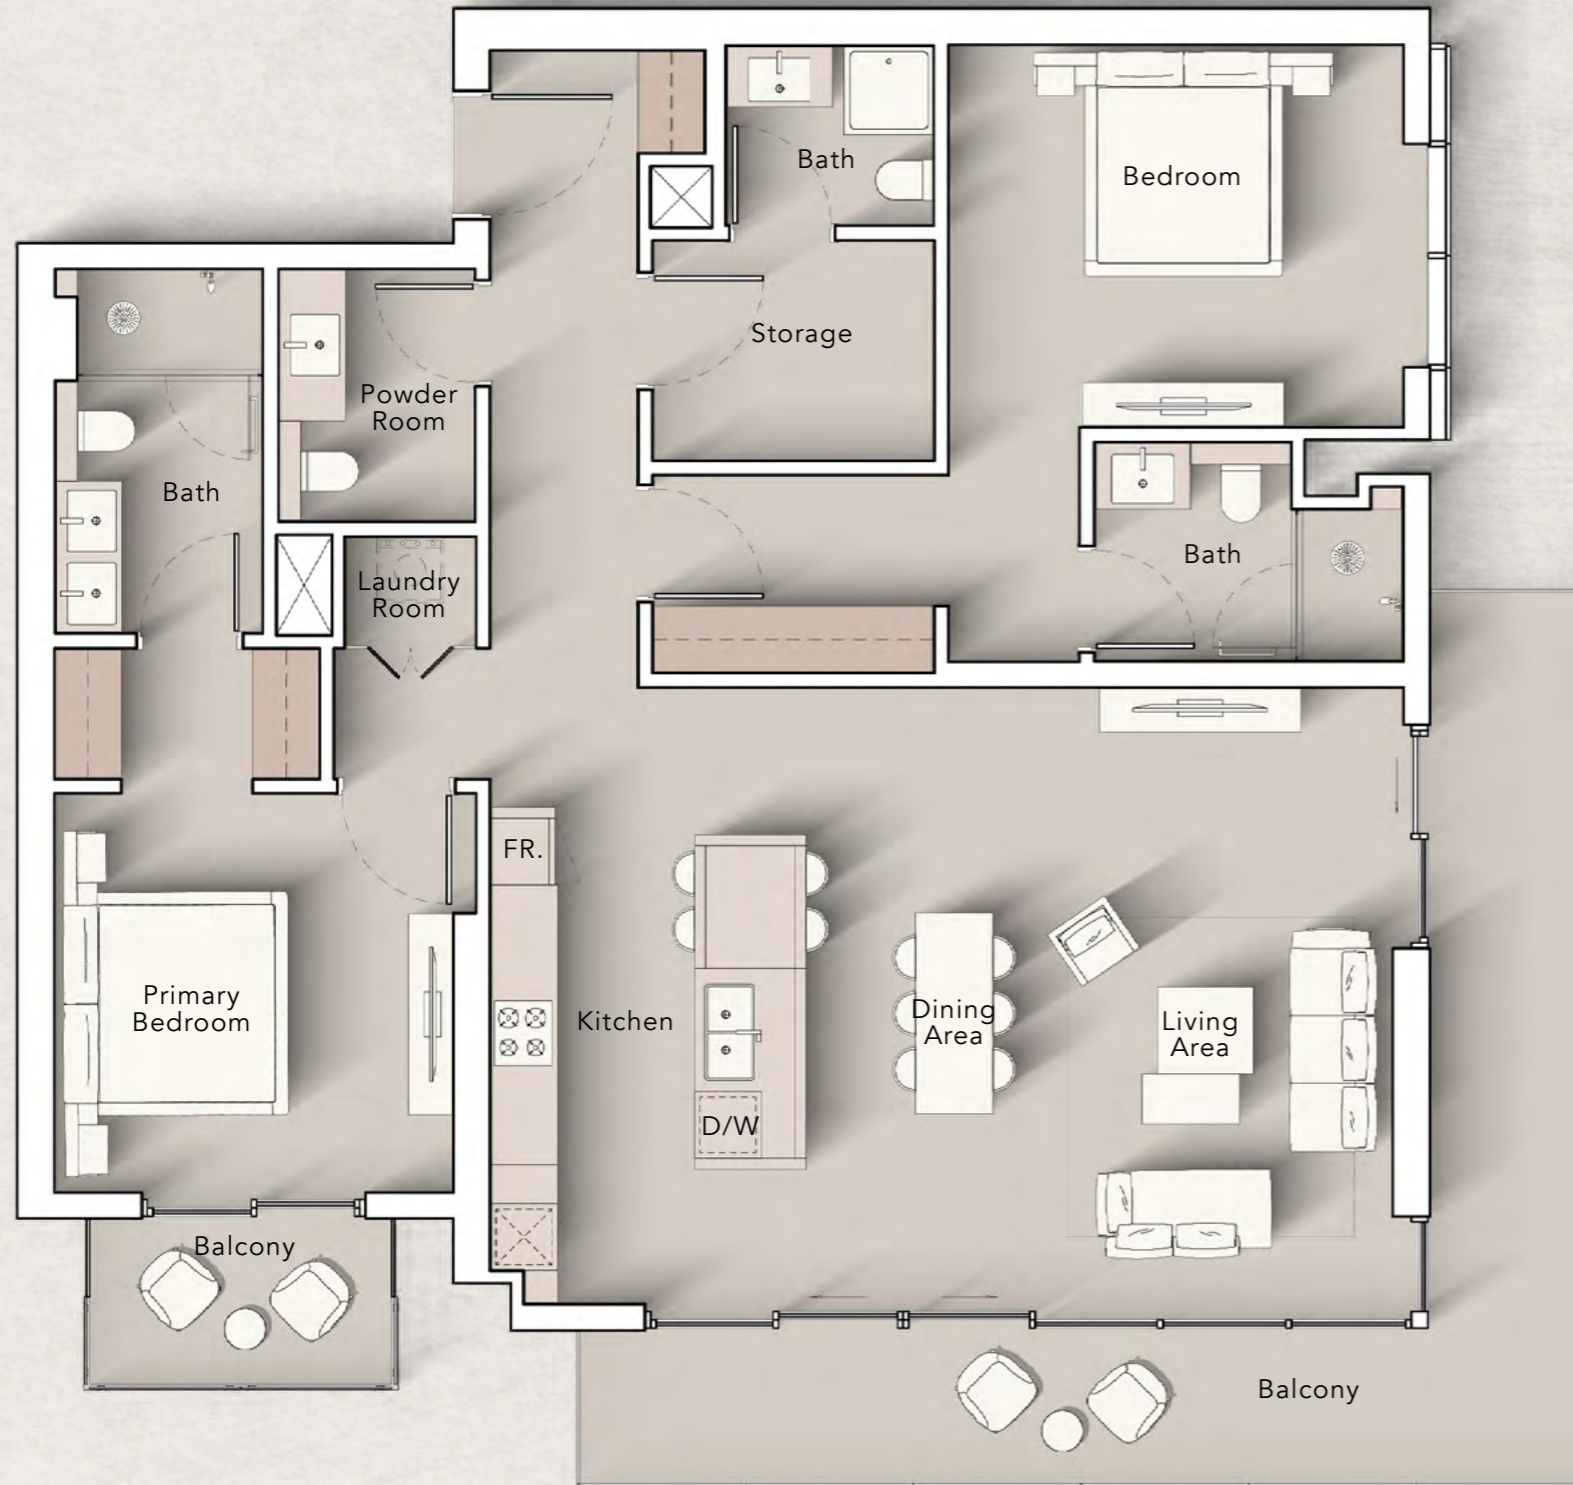 Bath
Bedroom
Storage
Powder
Room
Bath
Bath
Laundry
Room
FR.
Primary
Bedroom
Kitchen
Dining
Area
Living
Area
D/W
Balcony
Balcony